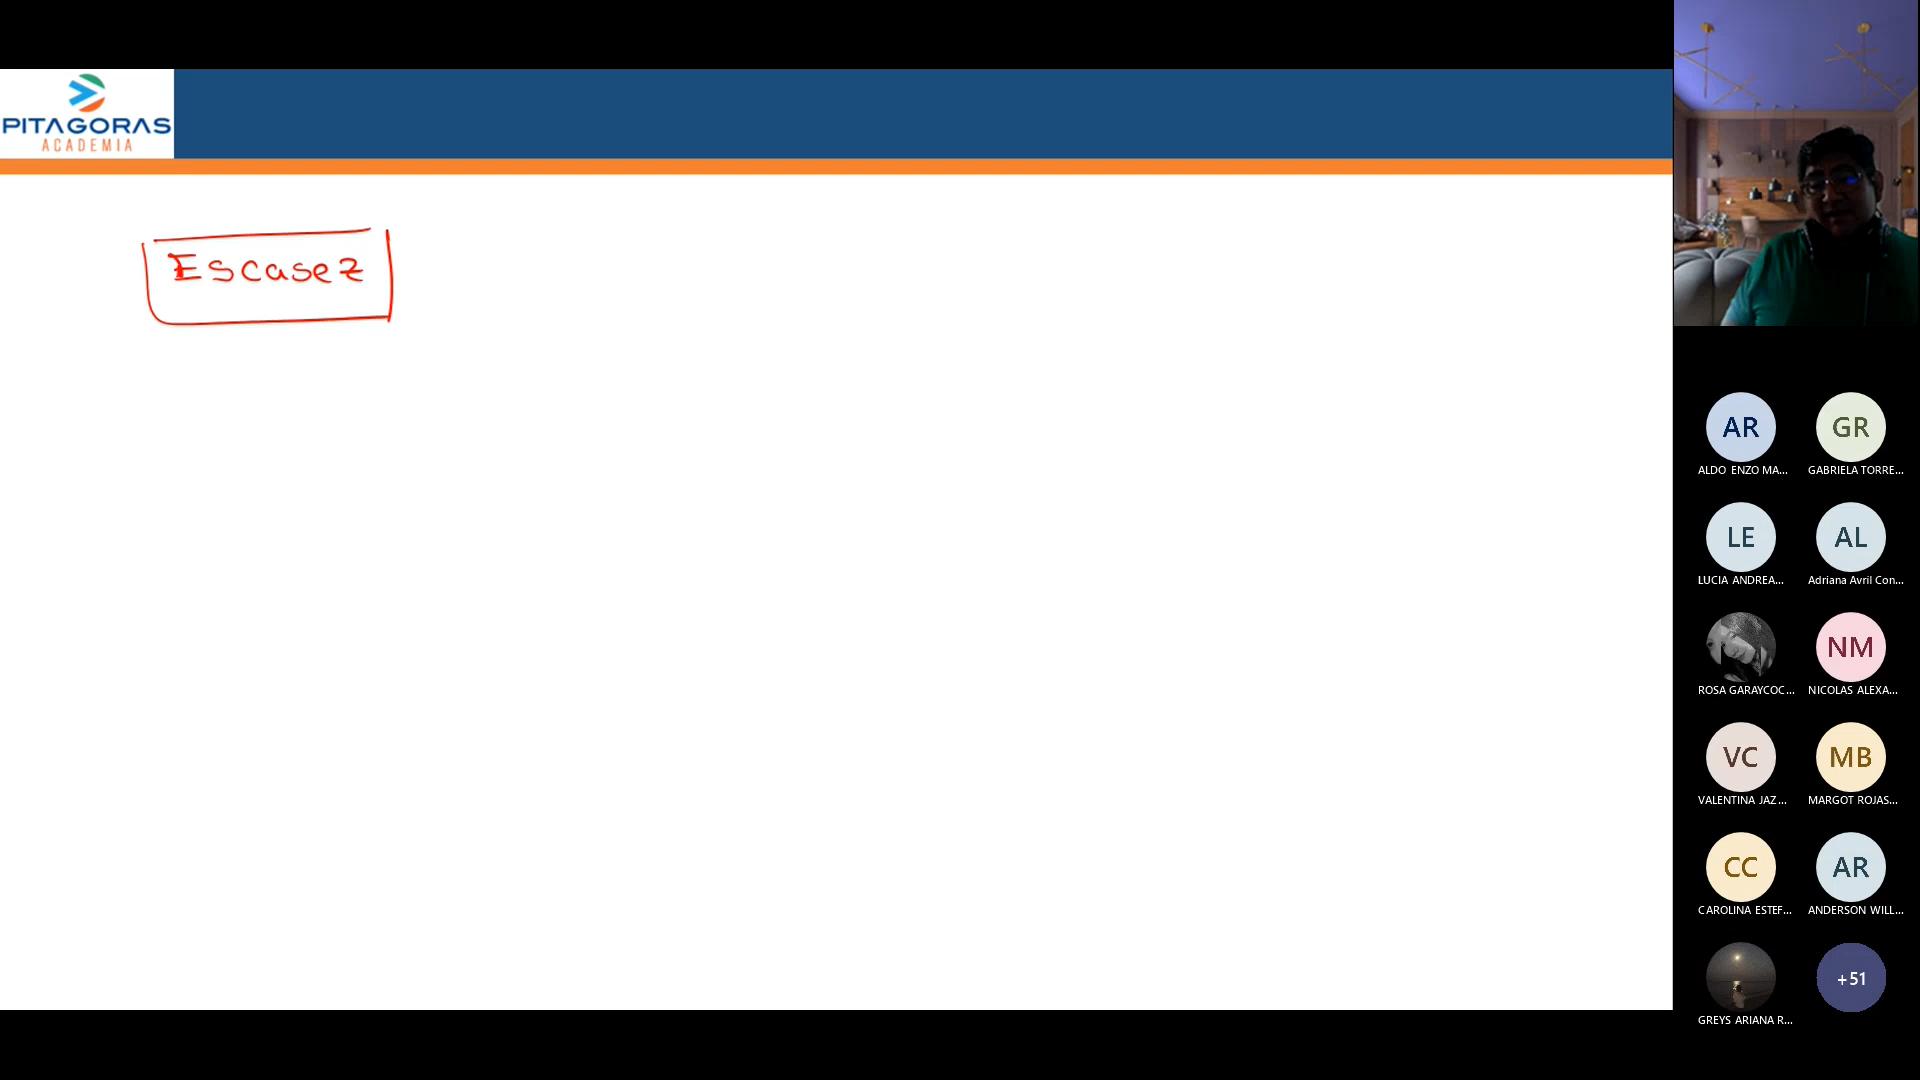 PITAGORAS
ACADEMIA
Escasez
AR
GR
ALDO ENZO MA...
GABRIELA TORRE...
LE
AL
LUCIA ANDREA...
Adriana Avril Con...
NM
ROSA GARAYCOC...
NICOLAS ALEXA...
VC
MB
VALENTINA JAZ...
MARGOT ROJAS...
CC
AR
CAROLINA ESTEF...
ANDERSON WILL...
+51
GREYS ARIANA R...